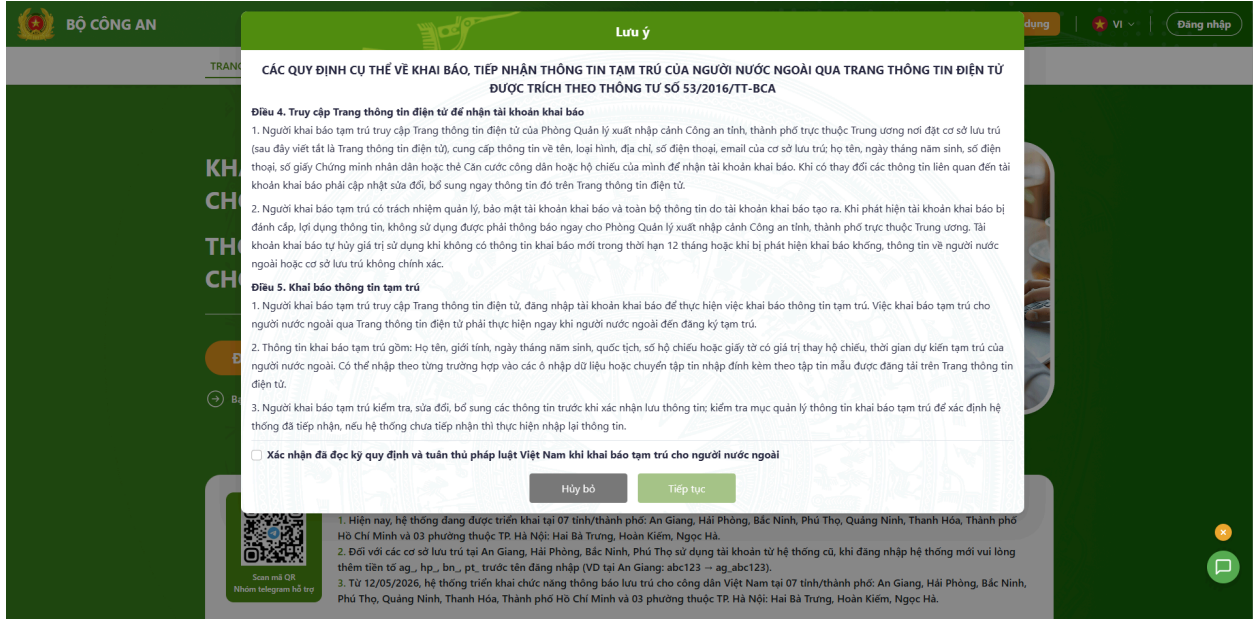 BỘ CÔNG AN
dụng
VI
Đăng nhập
TRANG
Lưu ý
CÁC QUY ĐỊNH CỤ THỂ VỀ KHAI BÁO, TIẾP NHẬN THÔNG TIN TẠM TRÚ CỦA NGƯỜI NƯỚC NGOÀI QUA TRANG THÔNG TIN ĐIỆN TỬ
ĐƯỢC TRÍCH THEO THÔNG TƯ SỐ 53/2016/TT-BCA
Điều 4. Truy cập Trang thông tin điện tử để nhận tài khoản khai báo
1. Người khai báo tạm trú truy cập Trang thông tin điện tử của Phòng Quản lý xuất nhập cảnh Công an tỉnh, thành phố trực thuộc Trung ương nơi đặt cơ sở lưu trú
(sau đây viết tắt là Trang thông tin điện tử), cung cấp thông tin về tên, loại hình, địa chỉ, số điện thoại, email của cơ sở lưu trú; họ tên, ngày tháng năm sinh, số điện
thoại, số giấy Chứng minh nhân dân hoặc thẻ Căn cước công dân hoặc hộ chiếu của mình để nhận tài khoản khai báo. Khi có thay đổi các thông tin liên quan đến tài
khoản khai báo phải cập nhật sửa đổi, bổ sung ngay thông tin đó trên Trang thông tin điện tử.
2. Người khai báo tạm trú có trách nhiệm quản lý, bảo mật tài khoản khai báo và toàn bộ thông tin do tài khoản khai báo tạo ra. Khi phát hiện tài khoản khai báo bị
đánh cắp, lợi dụng thông tin, không sử dụng được phải thông báo ngay cho Phòng Quản lý xuất nhập cảnh Công an tỉnh, thành phố trực thuộc Trung ương. Tài
khoản khai báo tự hủy giá trị sử dụng khi không có thông tin khai báo mới trong thời hạn 12 tháng hoặc khi bị phát hiện khai báo khống, thông tin về người nước
ngoài hoặc cơ sở lưu trú không chính xác.
Điều 5. Khai báo thông tin tạm trú
1. Người khai báo tạm trú truy cập Trang thông tin điện tử, đăng nhập tài khoản khai báo để thực hiện việc khai báo thông tin tạm trú. Việc khai báo tạm trú cho
người nước ngoài qua Trang thông tin điện tử phải thực hiện ngay khi người nước ngoài đến đăng ký tạm trú.
2. Thông tin khai báo tạm trú gồm: Họ tên, giới tính, ngày tháng năm sinh, quốc tịch, số hộ chiếu hoặc giấy tờ có giá trị thay hộ chiếu, thời gian dự kiến tạm trú của
người nước ngoài. Có thể nhập theo từng trường hợp vào các ô nhập dữ liệu hoặc chuyển tập tin nhập đính kèm theo tập tin mẫu được đăng tải trên Trang thông tin
điện tử.
3. Người khai báo tạm trú kiểm tra, sửa đổi, bổ sung các thông tin trước khi xác nhận lưu thông tin; kiểm tra mục quản lý thông tin khai báo tạm trú để xác định hệ
thống đã tiếp nhận, nếu hệ thống chưa tiếp nhận thì thực hiện nhập lại thông tin.
Xác nhận đã đọc kỹ quy định và tuân thủ pháp luật Việt Nam khi khai báo tạm trú cho người nước ngoài
Hủy bỏ
Tiếp tục
Scan mã QR
Nhóm telegram hỗ trợ
1. Hiện nay, hệ thống đang được triển khai tại 07 tỉnh/thành phố: An Giang, Hải Phòng, Bắc Ninh, Phú Thọ, Quảng Ninh, Thanh Hóa, Thành phố
Hồ Chí Minh và 03 phường thuộc TP. Hà Nội: Hai Bà Trưng, Hoàn Kiếm, Ngọc Hà.
2. Đối với các cơ sở lưu trú tại An Giang, Hải Phòng, Bắc Ninh, Phú Thọ sử dụng tài khoản từ hệ thống cũ, khi đăng nhập hệ thống mới vui lòng
thêm tiền tố ag_, hp_, bn_, pt_ trước tên đăng nhập (VD tại An Giang: abc123 → ag_abc123).
3. Từ 12/05/2026, hệ thống triển khai chức năng thông báo lưu trú cho công dân Việt Nam tại 07 tỉnh/thành phố: An Giang, Hải Phòng, Bắc Ninh,
Phú Thọ, Quảng Ninh, Thanh Hóa, Thành phố Hồ Chí Minh và 03 phường thuộc TP. Hà Nội: Hai Bà Trưng, Hoàn Kiếm, Ngọc Hà.